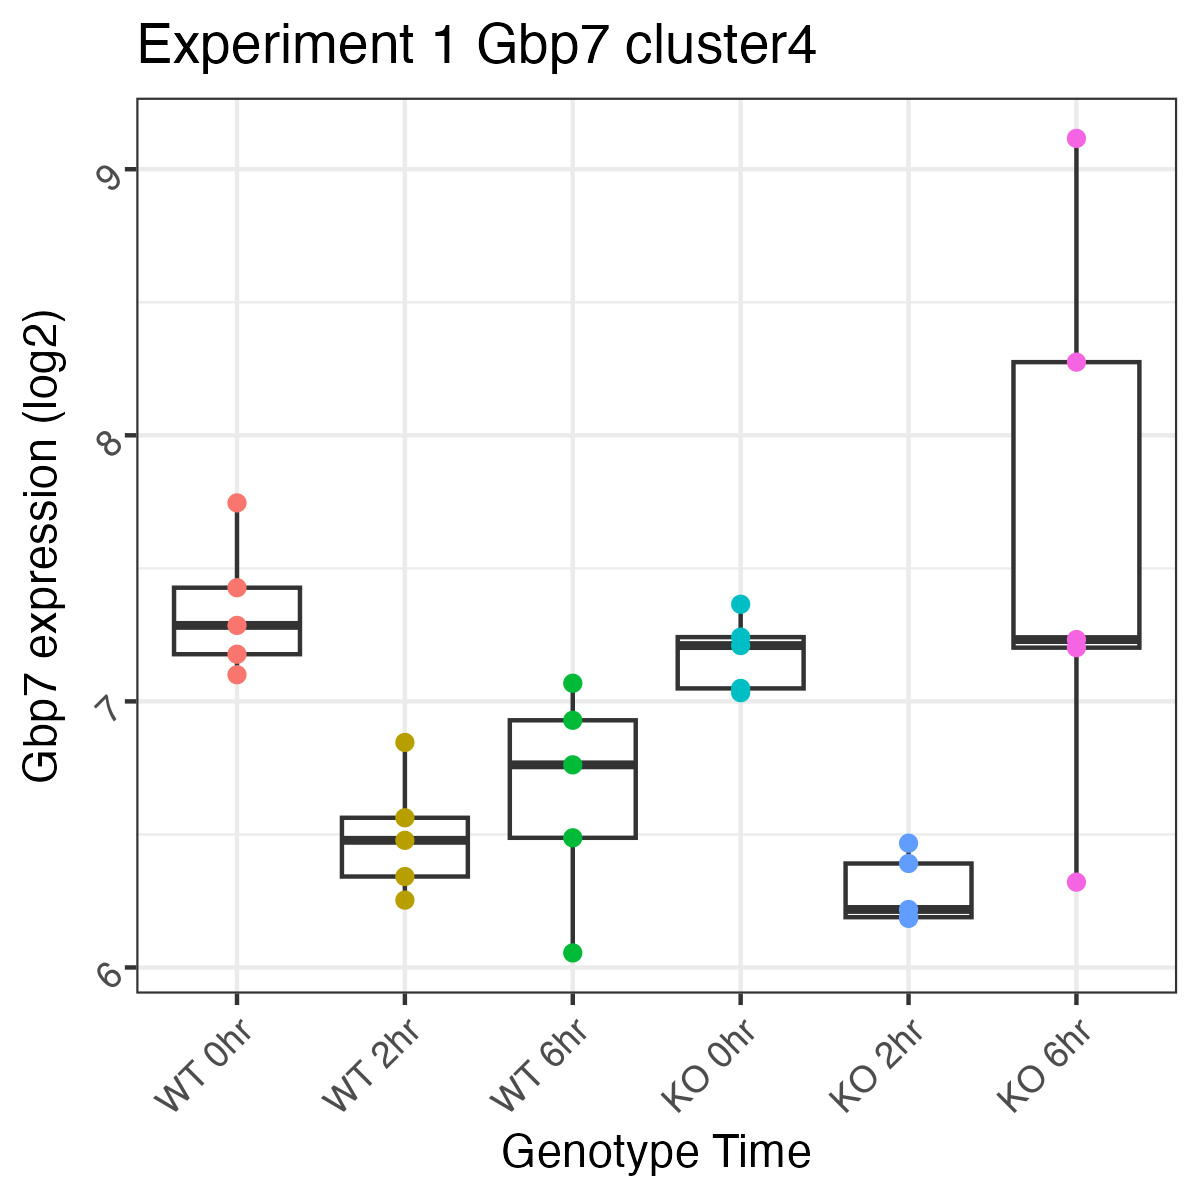 Experiment 1 Gbp7 cluster4
Gbp7 expression (log2)
9
8
7
6
WT 0hr
WT 2hr
WT 6hr
KO 0hr
KO 2hr
KO 6hr
Genotype Time